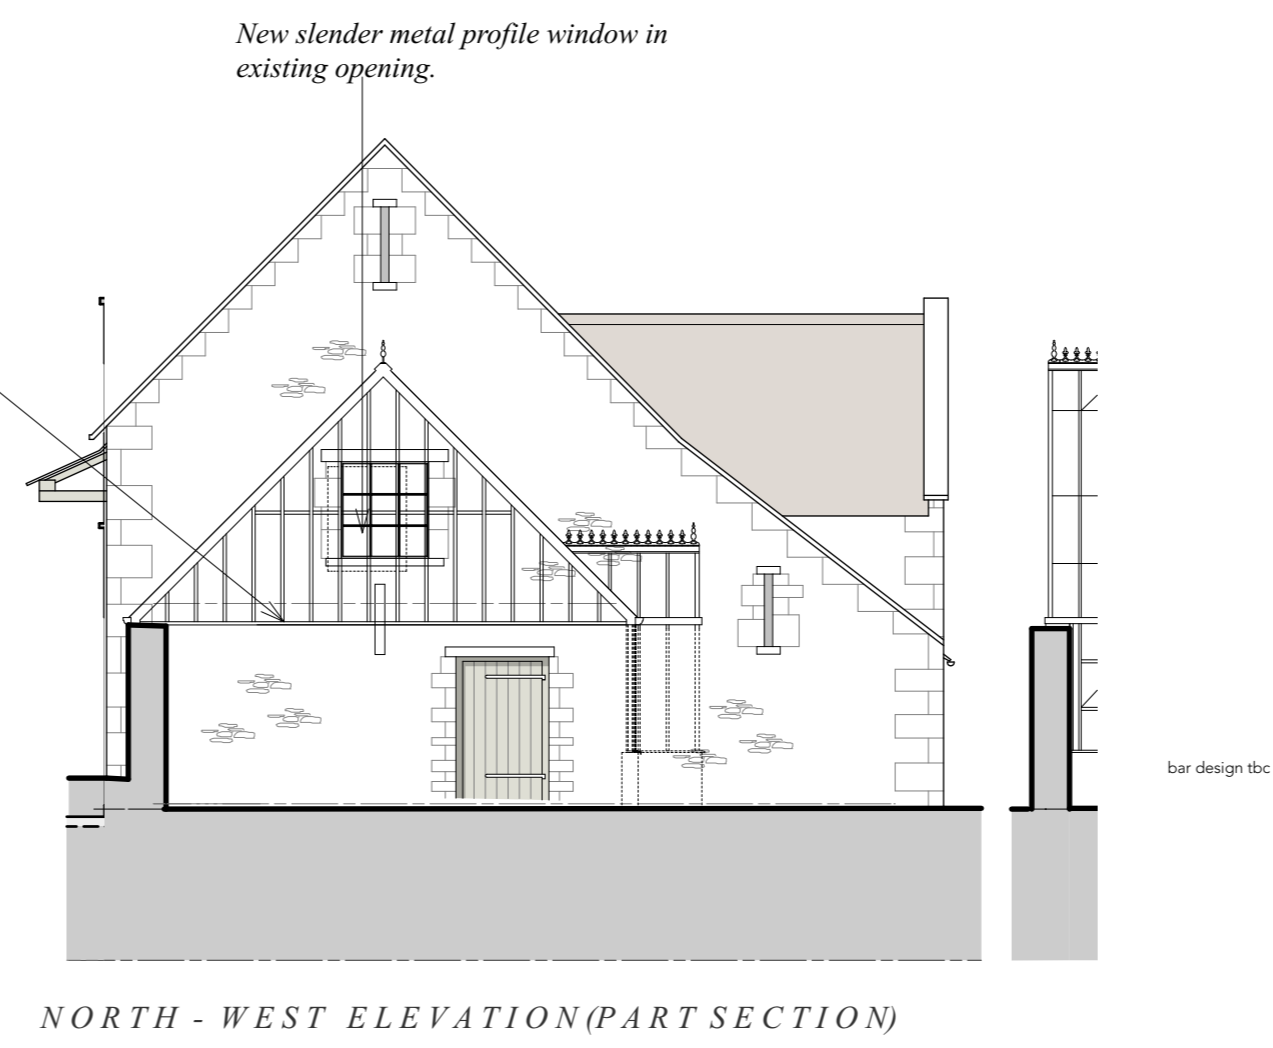 New slender metal profile window in
existing opening.
bar design tbc
NORTH - WEST ELEVATION(PART SECTION)